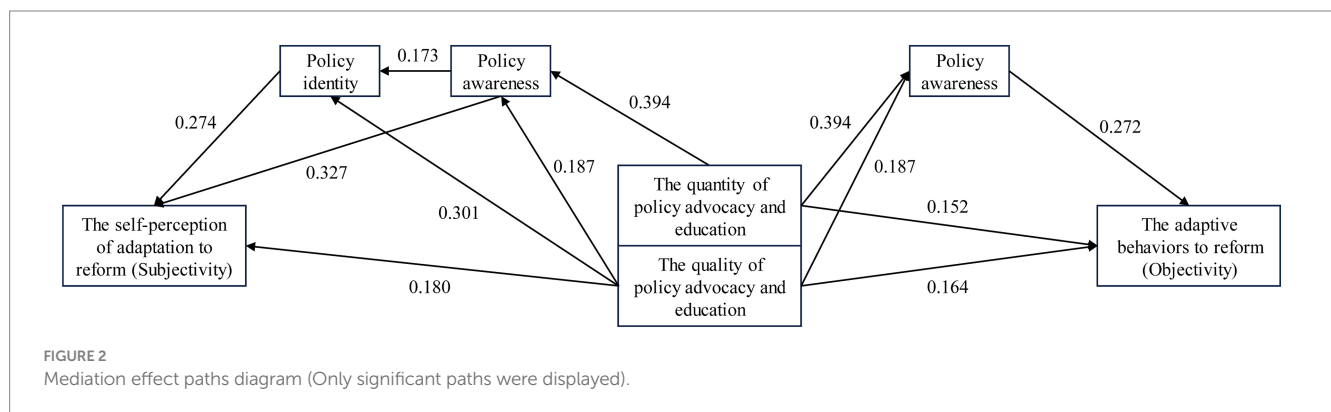 Policy
identity
0.173
Policy
awareness
Policy
awareness
0.394
0.274
0.394
0.272
0.327
0.187
0.187
The quantity of
policy advocacy and
education
The self-perception
of adaptation to
reform (Subjectivity)
0.301
0.152
The adaptive
behaviors to reform
(Objectivity)
The quality of
policy advocacy and
education
0.180
0.164
FIGURE 2
Mediation effect paths diagram (Only significant paths were displayed).